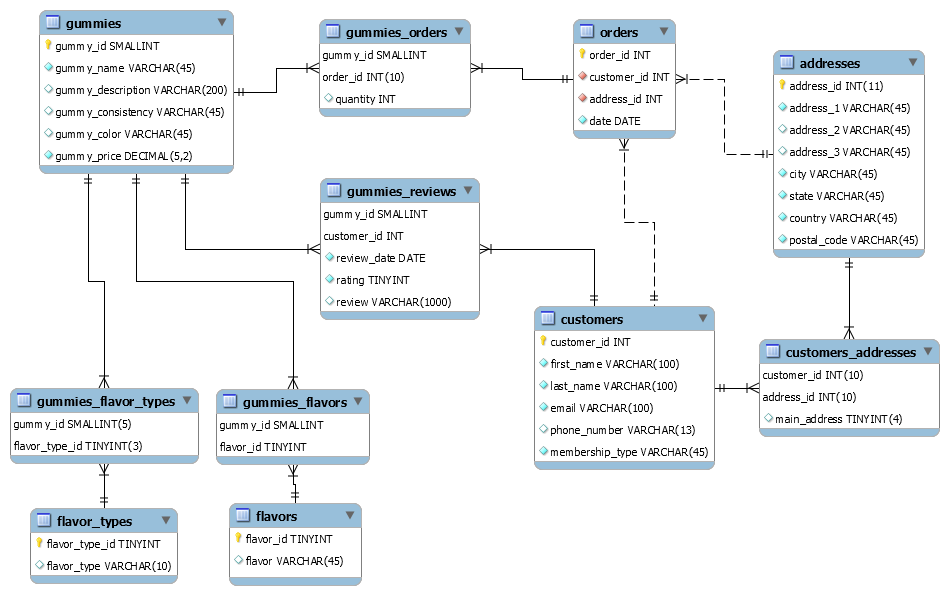 gummies
gummy_id SMALLINT
gummy_name VARCHAR(45)
gummy_description VARCHAR(200)
gummy_consistency VARCHAR(45)
gummy_color VARCHAR(45)
gummy_price DECIMAL(5,2)
gummies_orders
gummy_id SMALLINT
order_id INT(10)
quantity INT
orders
order_id INT
customer_id INT
address_id INT
date DATE
addresses
address_id INT(11)
address_1 VARCHAR(45)
address_2 VARCHAR(45)
address_3 VARCHAR(45)
city VARCHAR(45)
state VARCHAR(45)
country VARCHAR(45)
postal_code VARCHAR(45)
gummies_reviews
gummy_id SMALLINT
customer_id INT
review_date DATE
rating TINYINT
review VARCHAR(1000)
customers
customer_id INT
first_name VARCHAR(100)
last_name VARCHAR(100)
email VARCHAR(100)
phone_number VARCHAR(13)
membership_type VARCHAR(45)
customers_addresses
customer_id INT(10)
address_id INT(10)
main_address TINYINT(4)
gummies_flavor_types
gummy_id SMALLINT(5)
flavor_type_id TINYINT(3)
gummies_flavors
gummy_id SMALLINT
flavor_id TINYINT
flavor_types
flavor_type_id TINYINT
flavor_type VARCHAR(10)
flavors
flavor_id TINYINT
flavor VARCHAR(45)